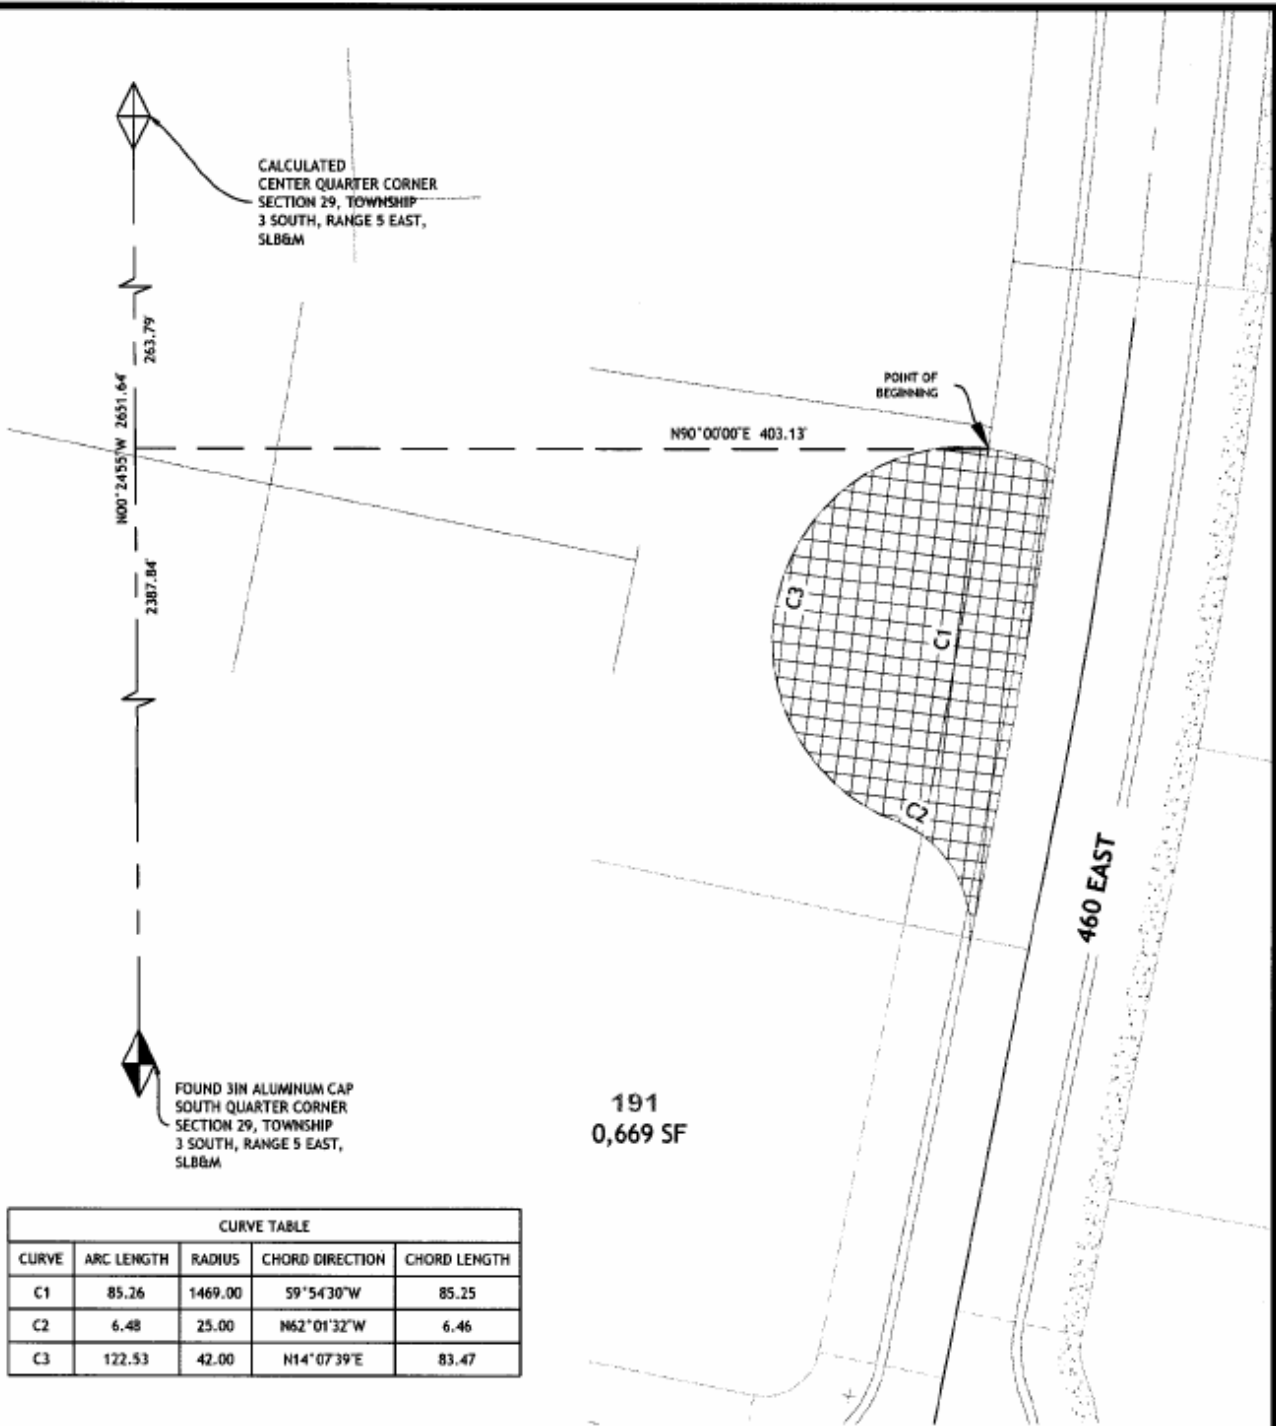 CALCULATED
CENTER QUARTER CORNER
SECTION 29, TOWNSHIP
3 SOUTH, RANGE 5 EAST,
SLB&M
263.79'
N00°24'55"W 2651.64'
2387.84'
POINT OF
BEGINNING
N90°00'00"E 403.13'
C3
C1
C2
460 EAST
FOUND 3IN ALUMINUM CAP
SOUTH QUARTER CORNER
SECTION 29, TOWNSHIP
3 SOUTH, RANGE 5 EAST,
SLB&M
191
0,669 SF
CURVE TABLE
CURVE ARC LENGTH RADIUS CHORD DIRECTION CHORD LENGTH
C1 85.26 1469.00 S9°54'30"W 85.25
C2 6.48 25.00 N62°01'32"W 6.46
C3 122.53 42.00 N14°07'39"E 83.47